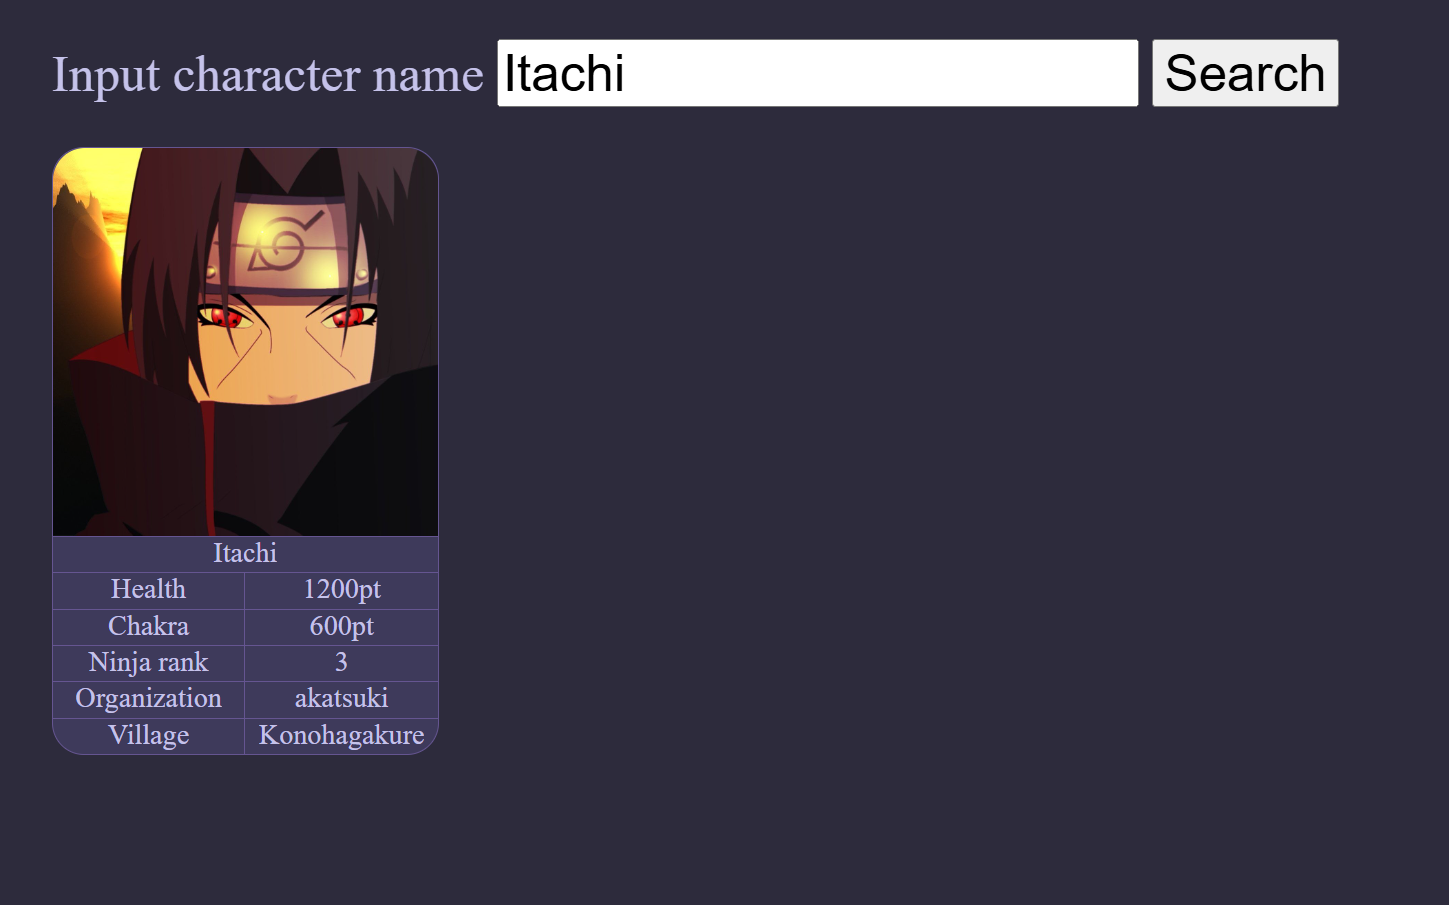 Input character name Itachi Search
Itachi
Health 1200pt
Chakra 600pt
Ninja rank 3
Organization akatsuki
Village Konohagakure